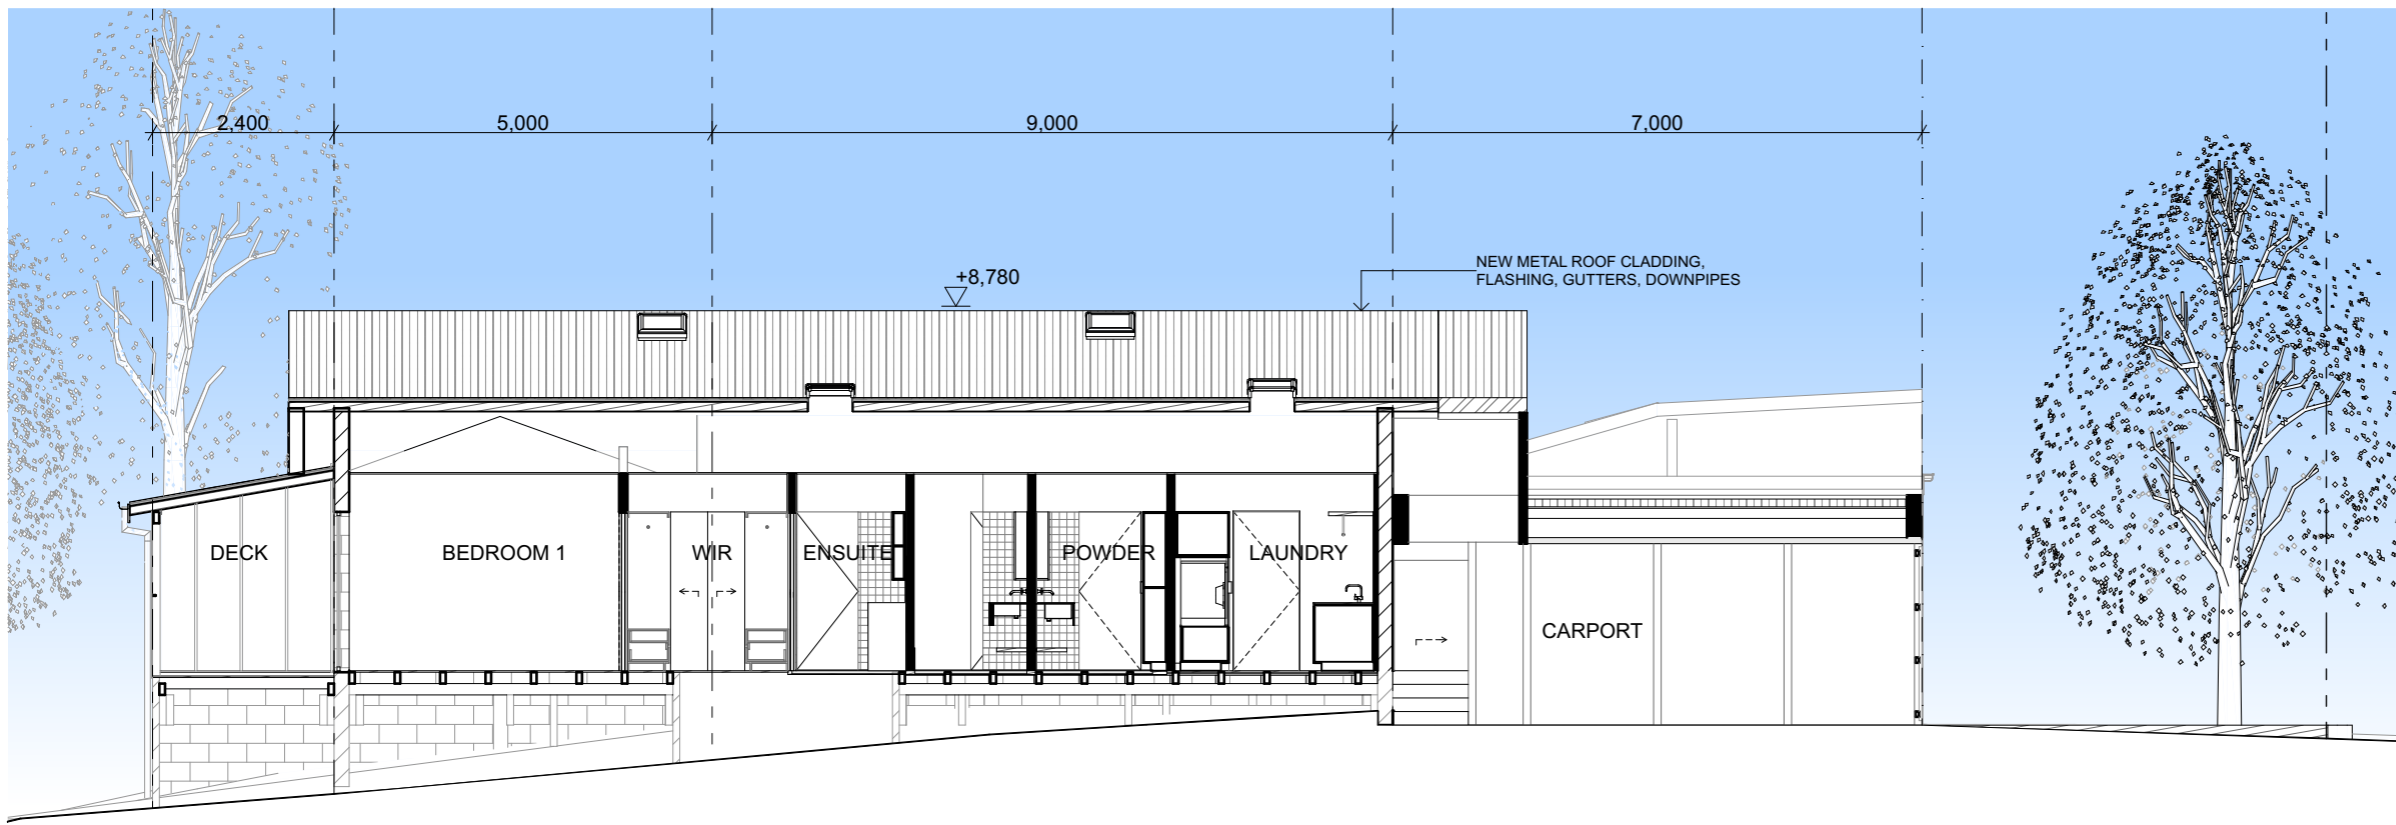 2,400
5,000
9,000
7,000
+8,780
NEW METAL ROOF CLADDING,
FLASHING, GUTTERS, DOWNPIPES
DECK
BEDROOM 1
WIR
ENSUITE
POWDER
LAUNDRY
CARPORT